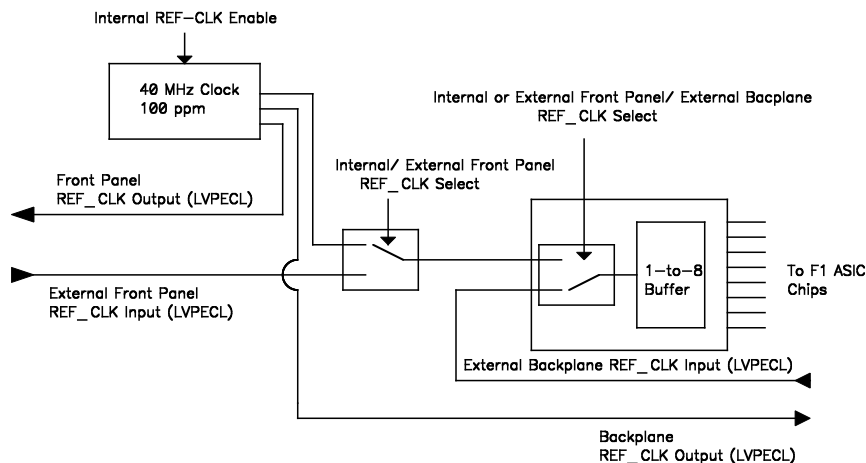 Internal REF-CLK Enable
40 MHz Clock
100 ppm
Internal or External Front Panel/ External Bacplane
REF_CLK Select
Front Panel
REF_CLK Output (LVPECL)
Internal/ External Front Panel
REF_CLK Select
1-to-8
Buffer
To F1 ASIC
Chips
External Front Panel
REF_CLK Input (LVPECL)
External Backplane REF_CLK Input (LVPECL)
Backplane
REF_CLK Output (LVPECL)